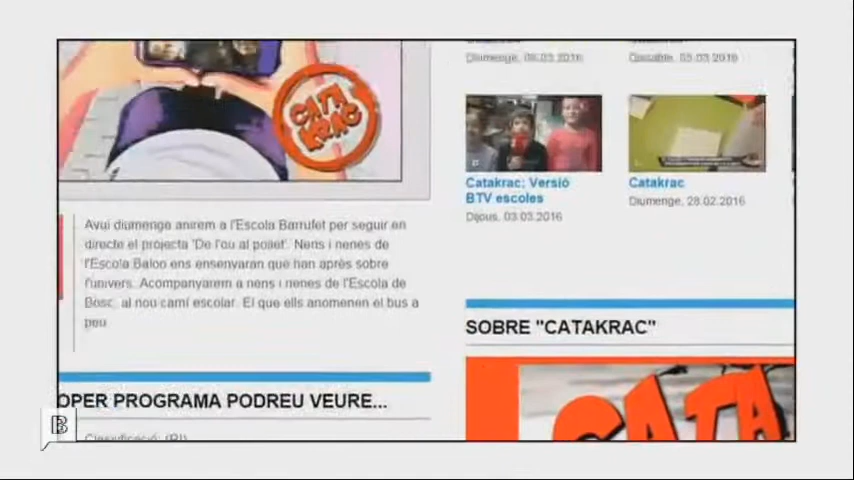 Diumenge, 06.03.2016
Dissabte, 05.03.2016
CATA
KRAC
Catakrac: Versió
BTV escoles
Dijous, 03.03.2016
Catakrac
Diumenge, 28.02.2016
Avui diumenge anirem a l'Escola Barrufet per seguir en
directe el projecta 'De l'ou al pollet'. Nens i nenes de
l'Escola Baloo ens ensenyaran que han après sobre
l'univers. Acompanyarem a nens i nenes de l'Escola de
Bosc, al nou camí escolar. El que ells anomenen el bus a
peu.
SOBRE "CATAKRAC"
OPER PROGRAMA PODREU VEURE...
CATA
B